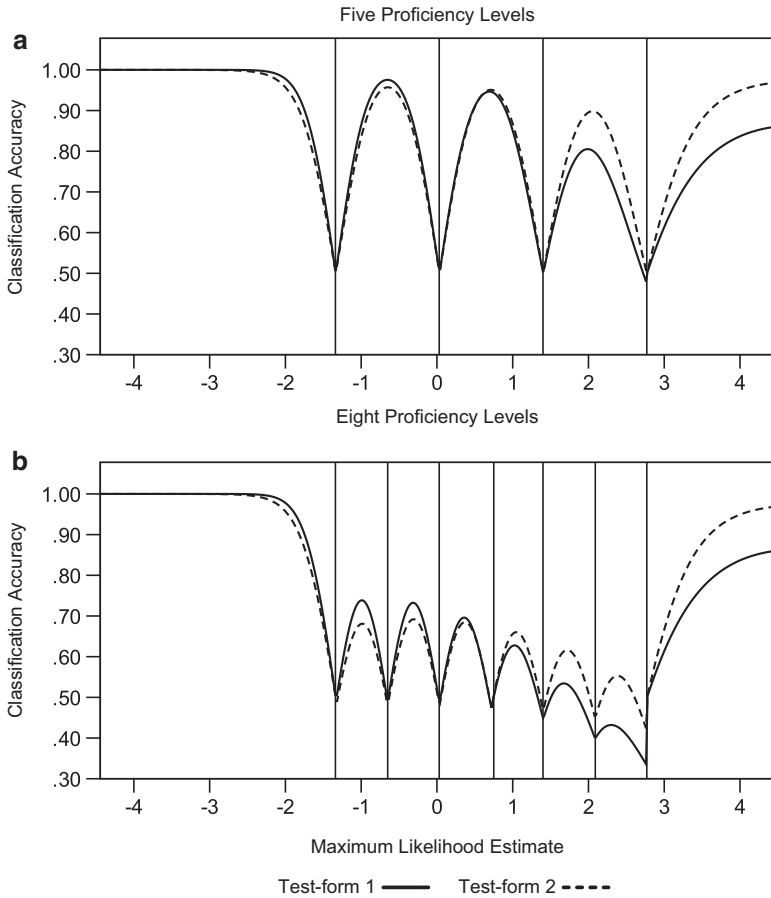 Five Proficiency Levels
a
Classification Accuracy
1.00
.90
.80
.70
.60
.50
.40
.30
-4 -3 -2 -1 0 1 2 3 4
Eight Proficiency Levels
b
Classification Accuracy
1.00
.90
.80
.70
.60
.50
.40
.30
-4 -3 -2 -1 0 1 2 3 4
Maximum Likelihood Estimate
Test-form 1 Test-form 2